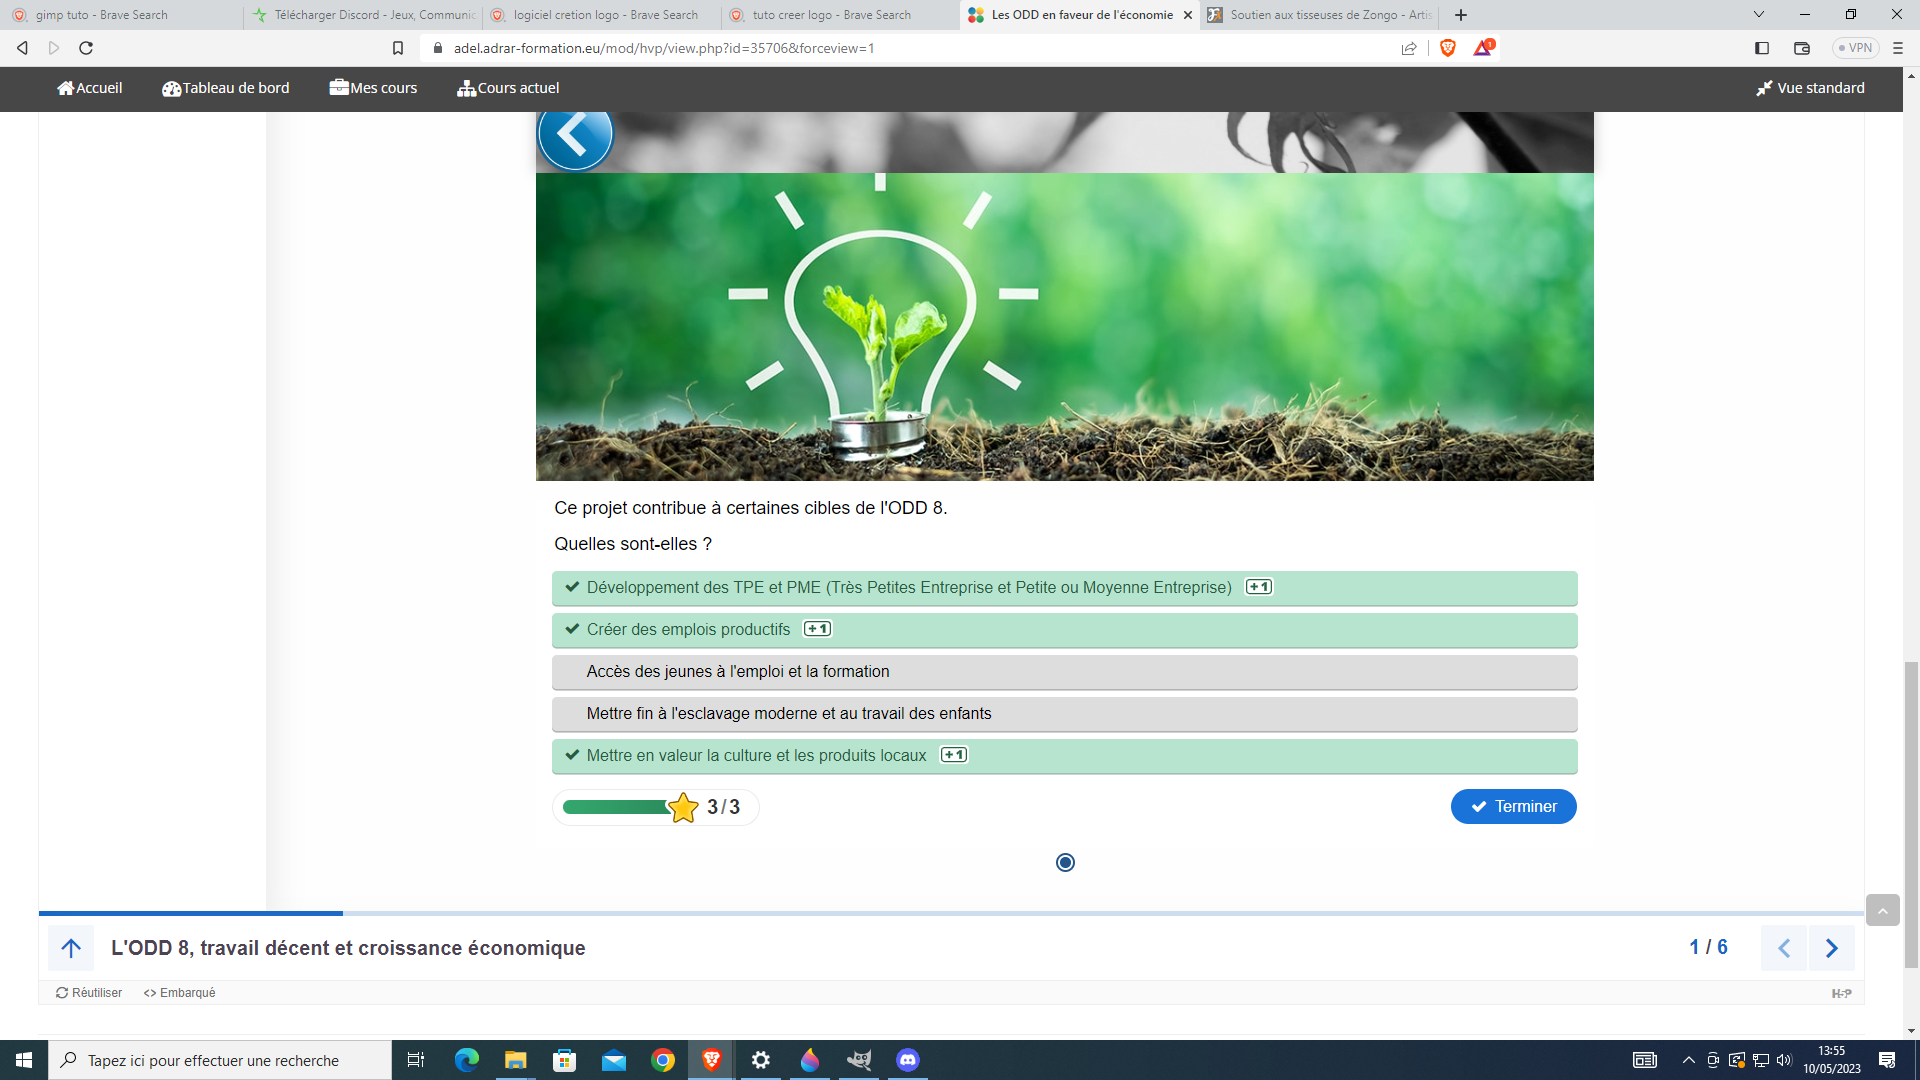 gimp tuto - Brave Search
Télécharger Discord - Jeux, Communic
logiciel cretion logo - Brave Search
tuto creer logo - Brave Search
Les ODD en faveur de l'économie
Soutien aux tisseuses de Zongo - Artis
adel.adrar-formation.eu/mod/hvp/view.php?id=35706&forceview=1
1
VPN
Accueil
Tableau de bord
Mes cours
Cours actuel
Vue standard
Ce projet contribue à certaines cibles de l'ODD 8.
Quelles sont-elles ?
Développement des TPE et PME (Très Petites Entreprise et Petite ou Moyenne Entreprise) +1
Créer des emplois productifs +1
Accès des jeunes à l'emploi et la formation
Mettre fin à l'esclavage moderne et au travail des enfants
Mettre en valeur la culture et les produits locaux +1
3/3
Terminer
L'ODD 8, travail décent et croissance économique
1 / 6
Réutiliser
<> Embarqué
H-P
Tapez ici pour effectuer une recherche
13:55
10/05/2023